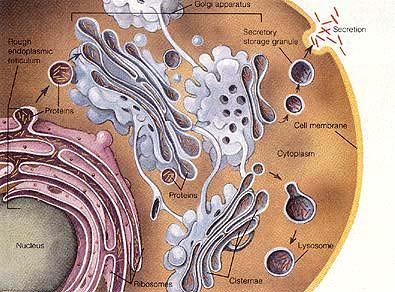 Golgi apparatus
Rough
endoplasmic
reticulum
Secretory
storage granule
Secretion
Proteins
Cell membrane
Cytoplasm
Proteins
Nucleus
Lysosome
Ribosomes
Cisternae